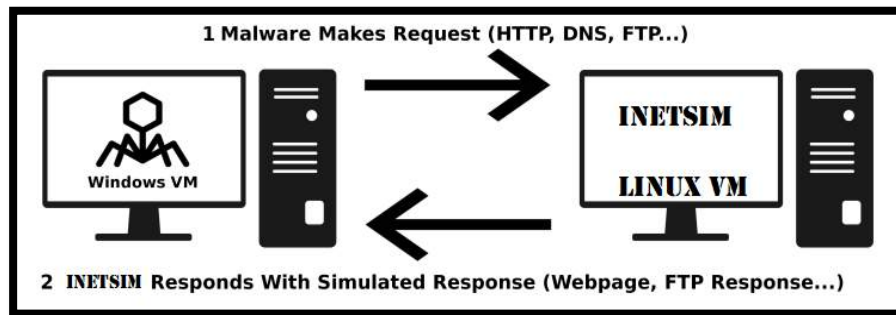 1 Malware Makes Request (HTTP, DNS, FTP...)
Windows VM
INETSIM
LINUX VM
2 INETSIM Responds With Simulated Response (Webpage, FTP Response...)